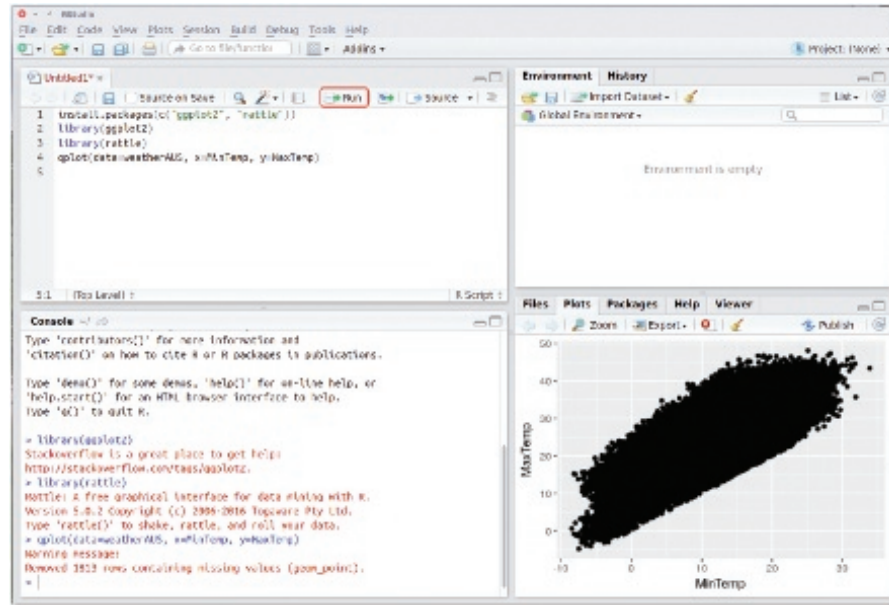 RStudio
File Edit Code View Plots Session Build Debug Tools Help
Go to file/function Addins Project: (None)
Untitled1*
Source on Save Run Source
1 install.packages(c("ggplot2", "rattle"))
2 library(ggplot2)
3 library(rattle)
4 qplot(data=weatherAUS, x=MinTemp, y=MaxTemp)
5
5:1 (Top Level) R Script
Console ~/
Type 'contributors()' for more information and
'citation()' on how to cite R or R packages in publications.
Type 'demo()' for some demos, 'help()' for on-line help, or
'help.start()' for an HTML browser interface to help.
Type 'q()' to quit R.
> library(ggplot2)
Stackoverflow is a great place to get help:
http://stackoverflow.com/tags/ggplot2.
> library(rattle)
Rattle: A free graphical interface for data mining with R.
Version 5.0.2 Copyright (c) 2006-2016 Togaware Pty Ltd.
Type 'rattle()' to shake, rattle, and roll your data.
> qplot(data=weatherAUS, x=MinTemp, y=MaxTemp)
Warning message:
Removed 1513 rows containing missing values (geom_point).
>
Environment History
Import Dataset List
Global Environment
Environment is empty
Files Plots Packages Help Viewer
Zoom Export Publish
50
40
30
20
10
0
MaxTemp
-10 0 10 20 30
MinTemp